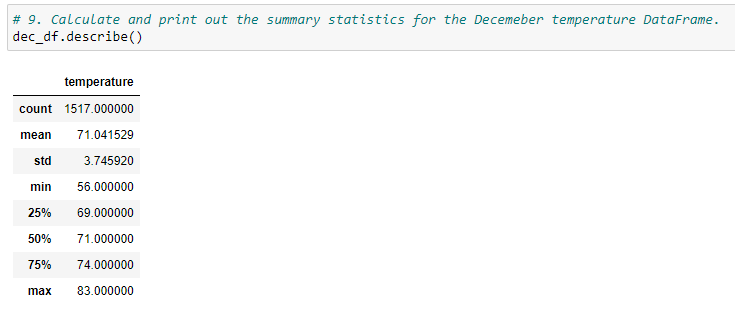 # 9. Calculate and print out the summary statistics for the Decemeber temperature DataFrame.
dec_df.describe()
temperature
count 1517.000000
mean 71.041529
std 3.745920
min 56.000000
25% 69.000000
50% 71.000000
75% 74.000000
max 83.000000